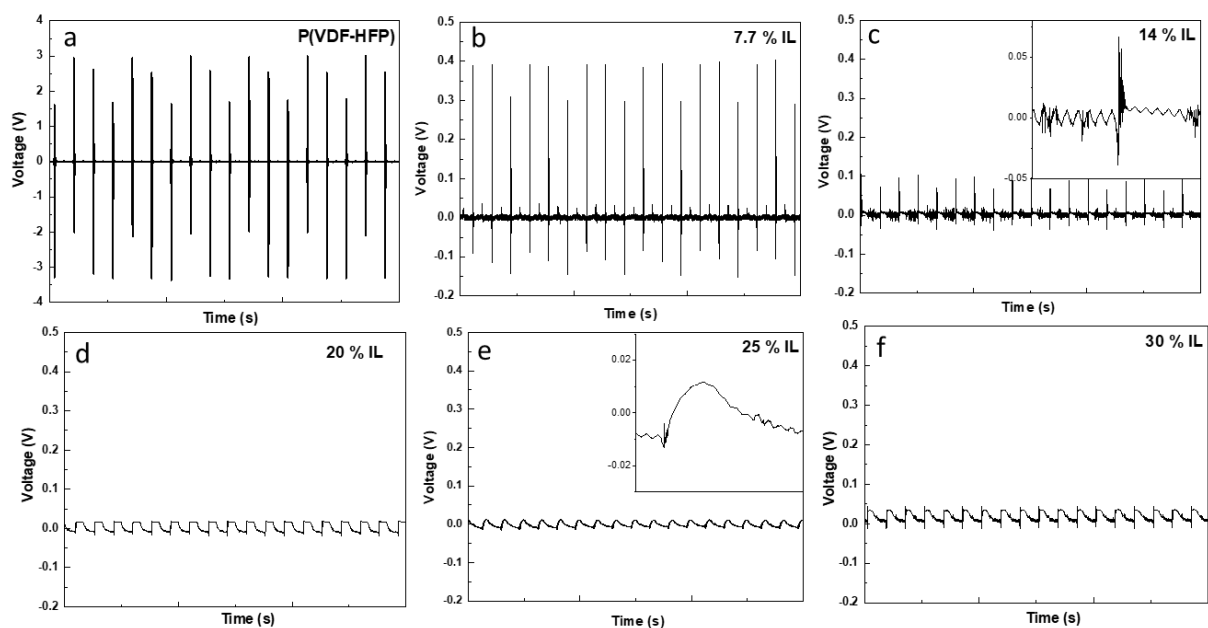 a
P(VDF-HFP)
4
3
2
1
0
1
2
3
4
Voltage (V)
Time (s)
b
7.7 % IL
0.5
0.4
0.3
0.2
0.1
0.0
-0.1
-0.2
Voltage (V)
Time (s)
c
14 % IL
0.5
0.4
0.3
0.2
0.1
0.0
-0.1
-0.2
Voltage (V)
Time (s)
0.05
0.00
-0.05
d
20 % IL
0.5
0.4
0.3
0.2
0.1
0.0
-0.1
-0.2
Voltage (V)
Time (s)
e
25 % IL
0.5
0.4
0.3
0.2
0.1
0.0
-0.1
-0.2
Voltage (V)
Time (s)
0.02
0.00
-0.02
f
30 % IL
0.5
0.4
0.3
0.2
0.1
0.0
-0.1
-0.2
Voltage (V)
Time (s)